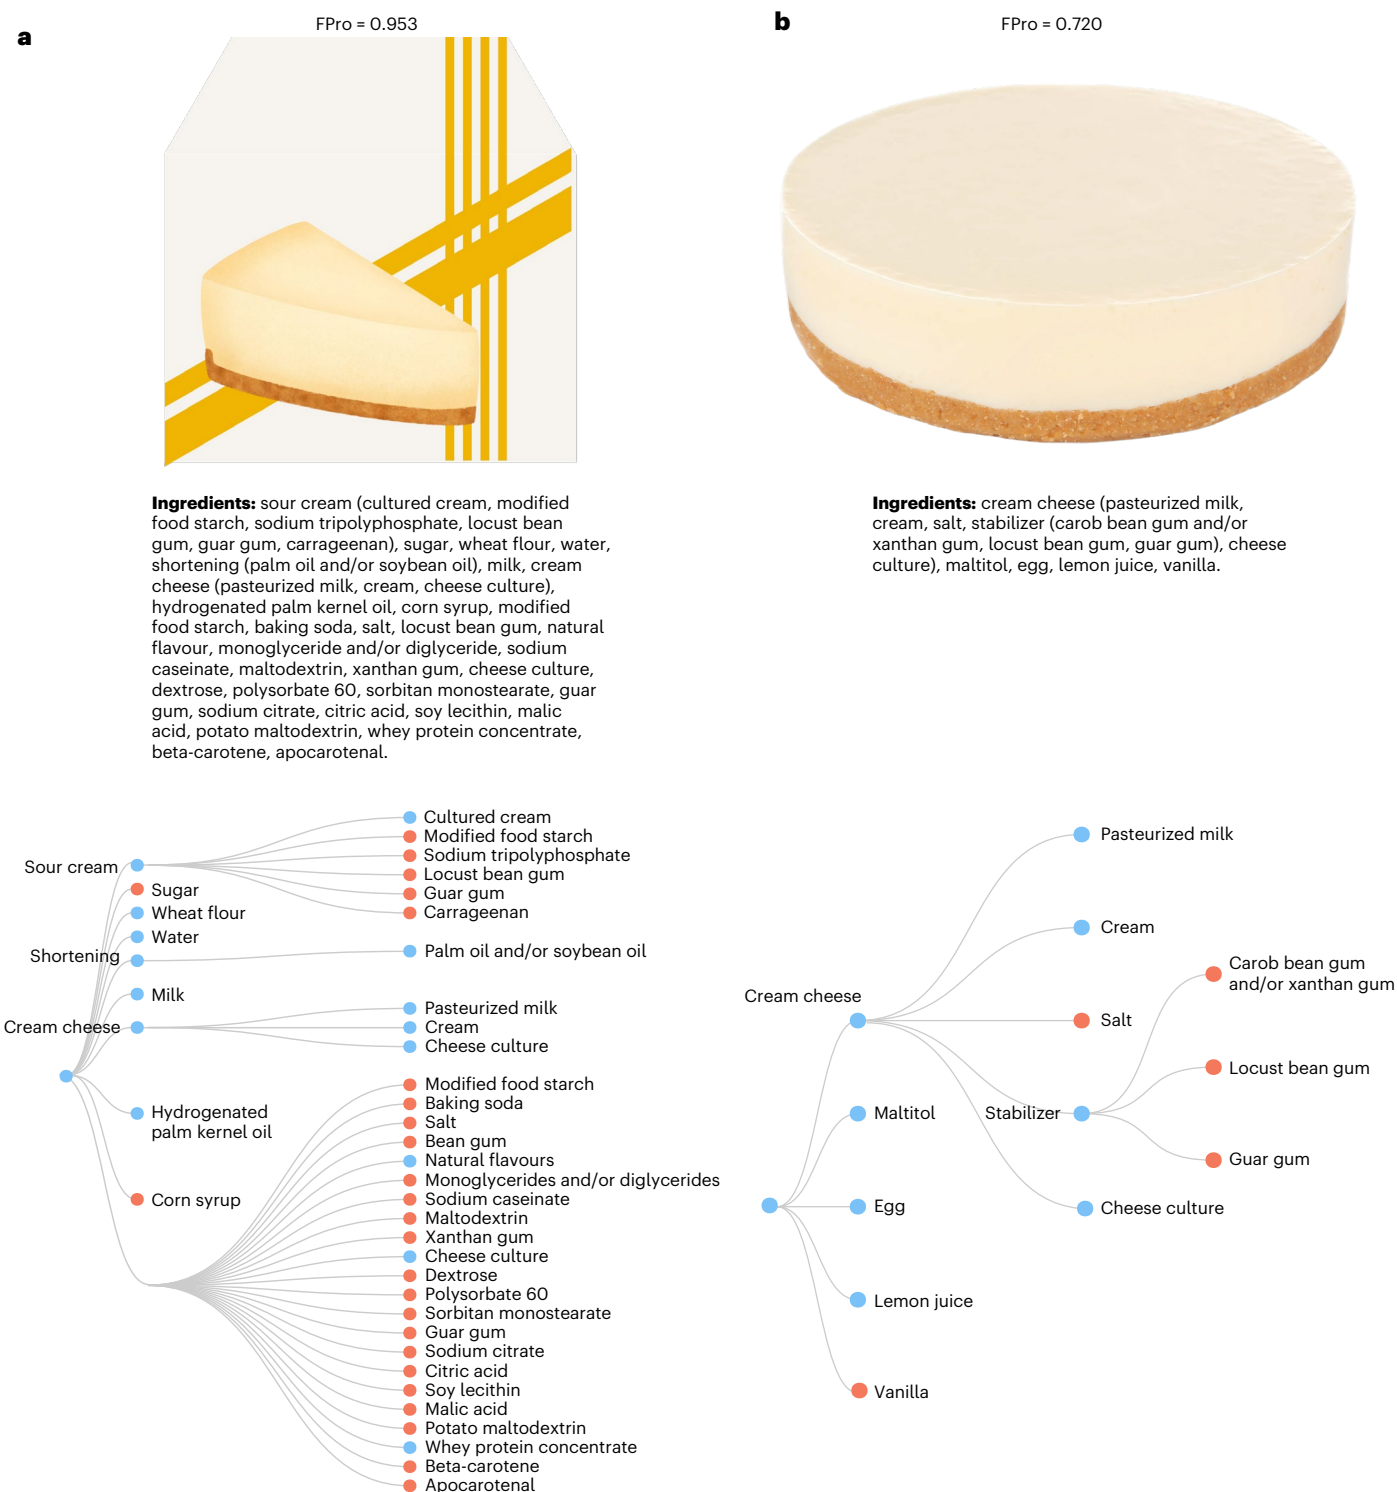 a
FPro = 0.953
Ingredients: sour cream (cultured cream, modified
food starch, sodium tripolyphosphate, locust bean
gum, guar gum, carrageenan), sugar, wheat flour, water,
shortening (palm oil and/or soybean oil), milk, cream
cheese (pasteurized milk, cream, cheese culture),
hydrogenated palm kernel oil, corn syrup, modified
food starch, baking soda, salt, locust bean gum, natural
flavour, monoglyceride and/or diglyceride, sodium
caseinate, maltodextrin, xanthan gum, cheese culture,
dextrose, polysorbate 60, sorbitan monostearate, guar
gum, sodium citrate, citric acid, soy lecithin, malic
acid, potato maltodextrin, whey protein concentrate,
beta-carotene, apocarotenal.
Sour cream
Sugar
Wheat flour
Water
Shortening
Milk
Cream cheese
Hydrogenated
palm kernel oil
Corn syrup
Cultured cream
Modified food starch
Sodium tripolyphosphate
Locust bean gum
Guar gum
Carrageenan
Palm oil and/or soybean oil
Pasteurized milk
Cream
Cheese culture
Modified food starch
Baking soda
Salt
Bean gum
Natural flavours
Monoglycerides and/or diglycerides
Sodium caseinate
Maltodextrin
Xanthan gum
Cheese culture
Dextrose
Polysorbate 60
Sorbitan monostearate
Guar gum
Sodium citrate
Citric acid
Soy lecithin
Malic acid
Potato maltodextrin
Whey protein concentrate
Beta-carotene
Apocarotenal
b
FPro = 0.720
Ingredients: cream cheese (pasteurized milk,
cream, salt, stabilizer (carob bean gum and/or
xanthan gum, locust bean gum, guar gum), cheese
culture), maltitol, egg, lemon juice, vanilla.
Cream cheese
Maltitol
Egg
Lemon juice
Vanilla
Pasteurized milk
Cream
Salt
Stabilizer
Cheese culture
Carob bean gum
and/or xanthan gum
Locust bean gum
Guar gum